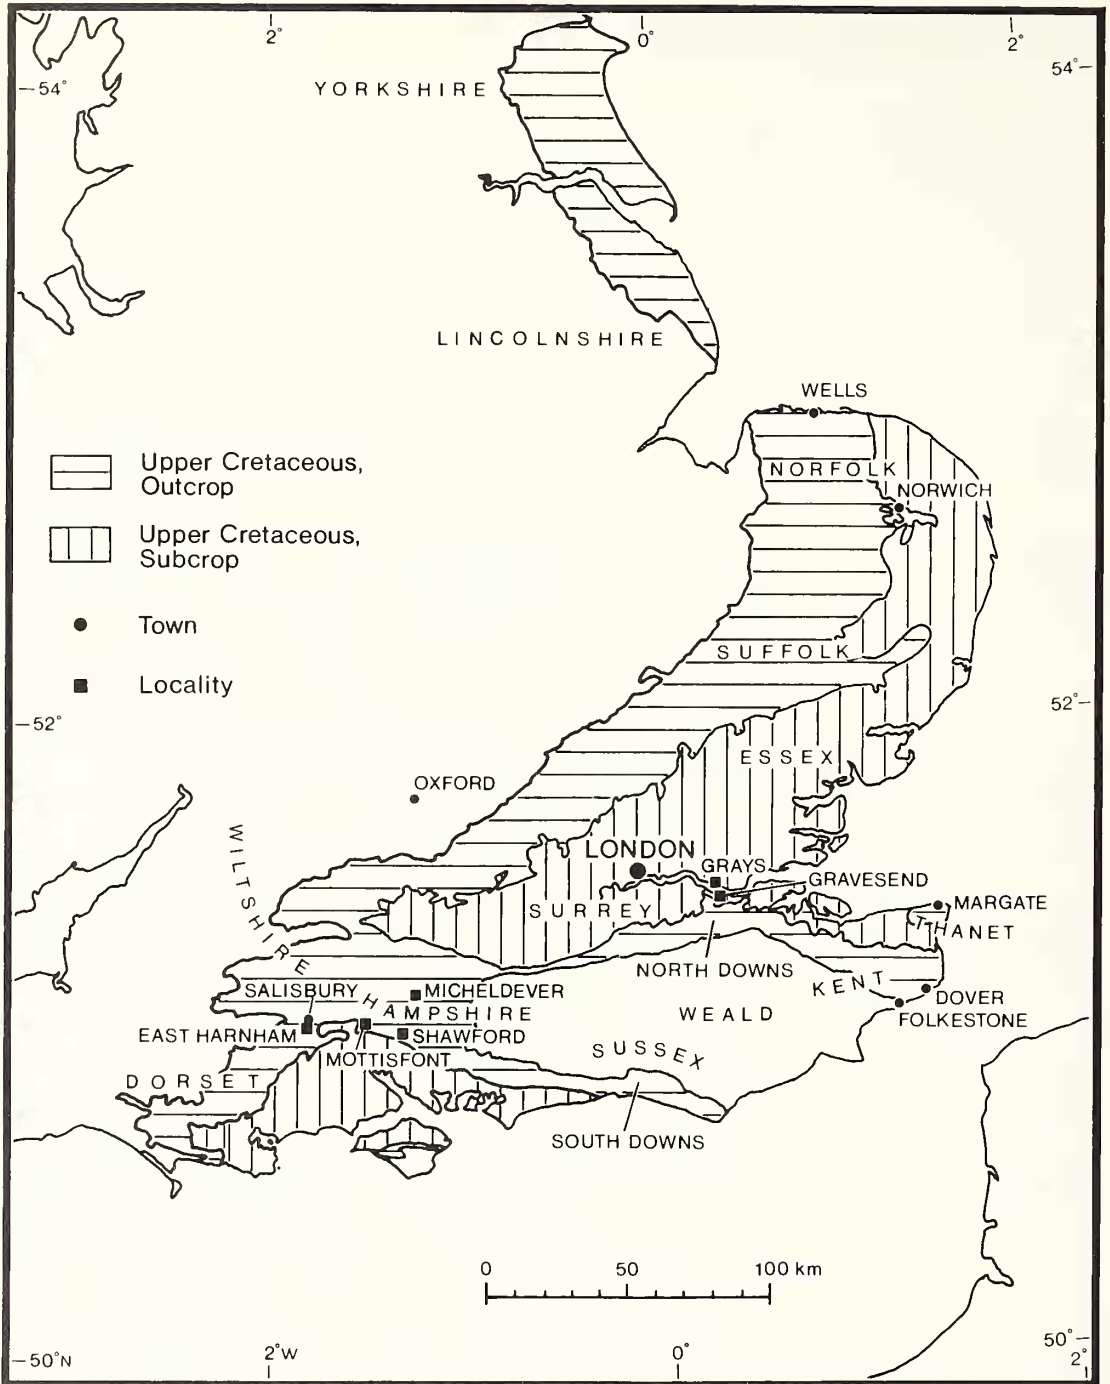 2°
0°
2°
54°
54°
YORKSHIRE
LINCOLNSHIRE
WELLS
Upper Cretaceous,
Outcrop
NORFOLK
NORWICH
Upper Cretaceous,
Subcrop
Town
SUFFOLK
Locality
52°
52°
ESSEX
OXFORD
WILTSHIRE
LONDON
GRAYS
GRAVESEND
SURREY
MARGATE
THANET
NORTH DOWNS
KENT
SALISBURY
MICHELDEVER
DOVER
HAMPSHIRE
WEALD
FOLKESTONE
EAST HARNHAM
SHAWFORD
MOTTISFONT
SUSSEX
DORSET
SOUTH DOWNS
0 50 100 km
50°N
2°W
0°
50°
2°